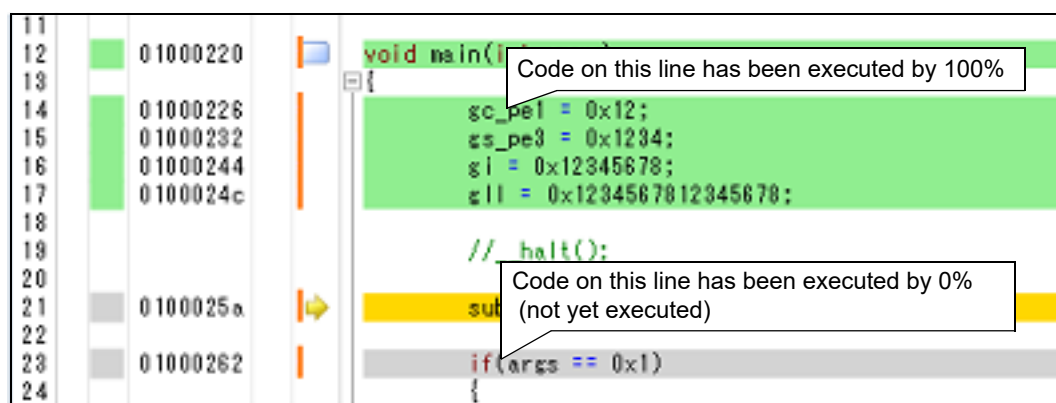 11
12 01000220 void main(i
Code on this line has been executed by 100%
13 {
14 01000226 gc_pe1 = 0x12;
15 01000232 gs_pe3 = 0x1234;
16 01000244 gi = 0x12345678;
17 0100024c gll = 0x1234567812345678;
18
19 //__halt();
20
Code on this line has been executed by 0%
(not yet executed)
21 0100025a sub
22
23 01000262 if(args == 0x1)
24 {